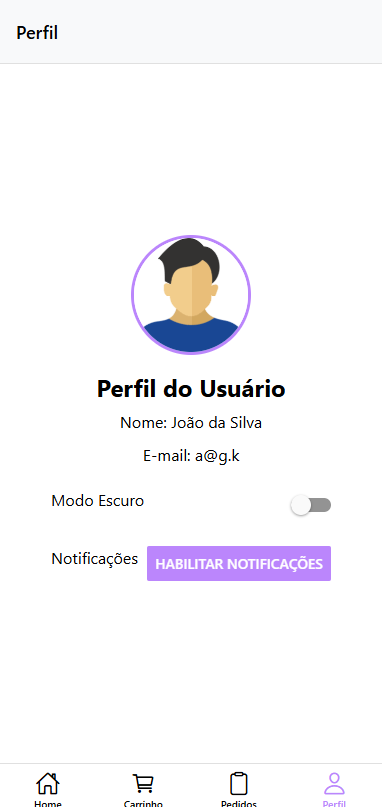 Perfil
Perfil do Usuário
Nome: João da Silva
E-mail: a@g.k
Modo Escuro
Notificações HABILITAR NOTIFICAÇÕES
Home Carrinho Pedidos Perfil